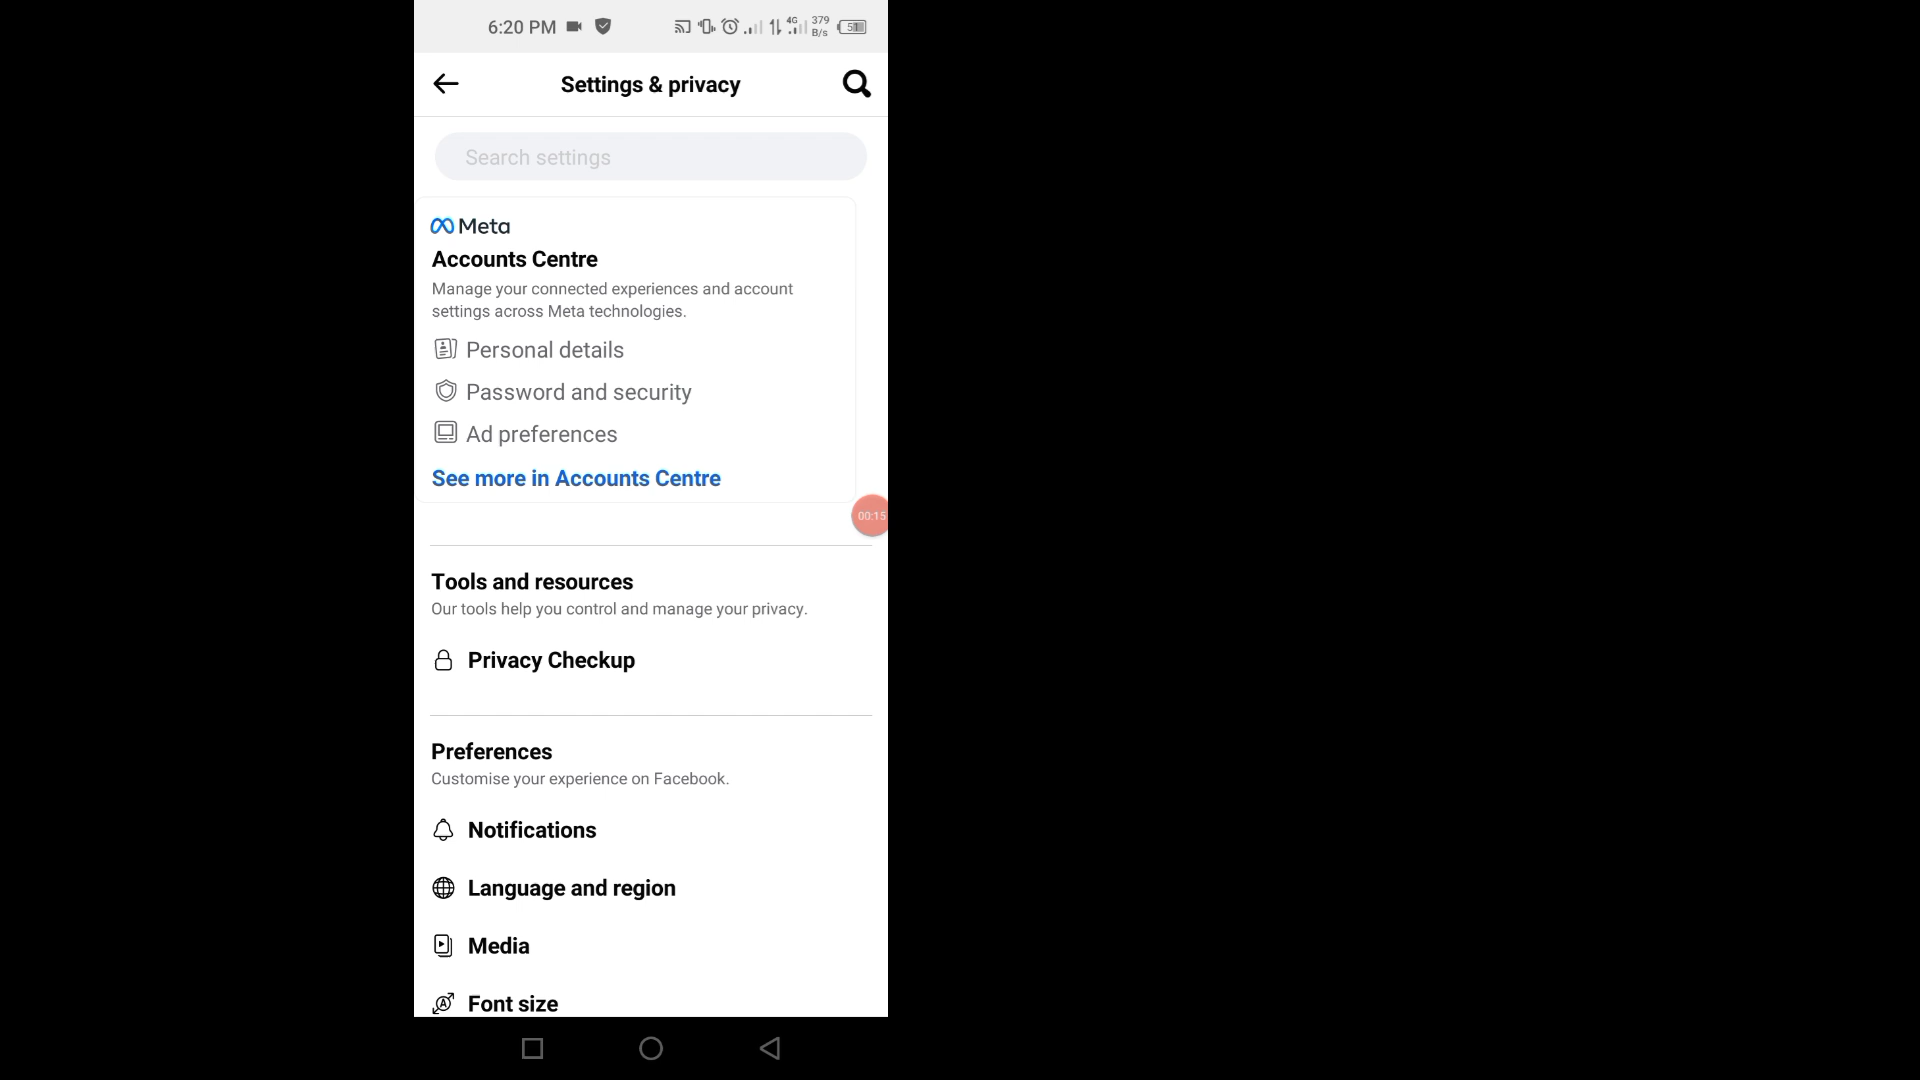 6:20 PM 4G 379 B/s 51
Settings & privacy
Search settings
Meta
Accounts Centre
Manage your connected experiences and account
settings across Meta technologies.
Personal details
Password and security
Ad preferences
See more in Accounts Centre
00:15
Tools and resources
Our tools help you control and manage your privacy.
Privacy Checkup
Preferences
Customise your experience on Facebook.
Notifications
Language and region
Media
Font size